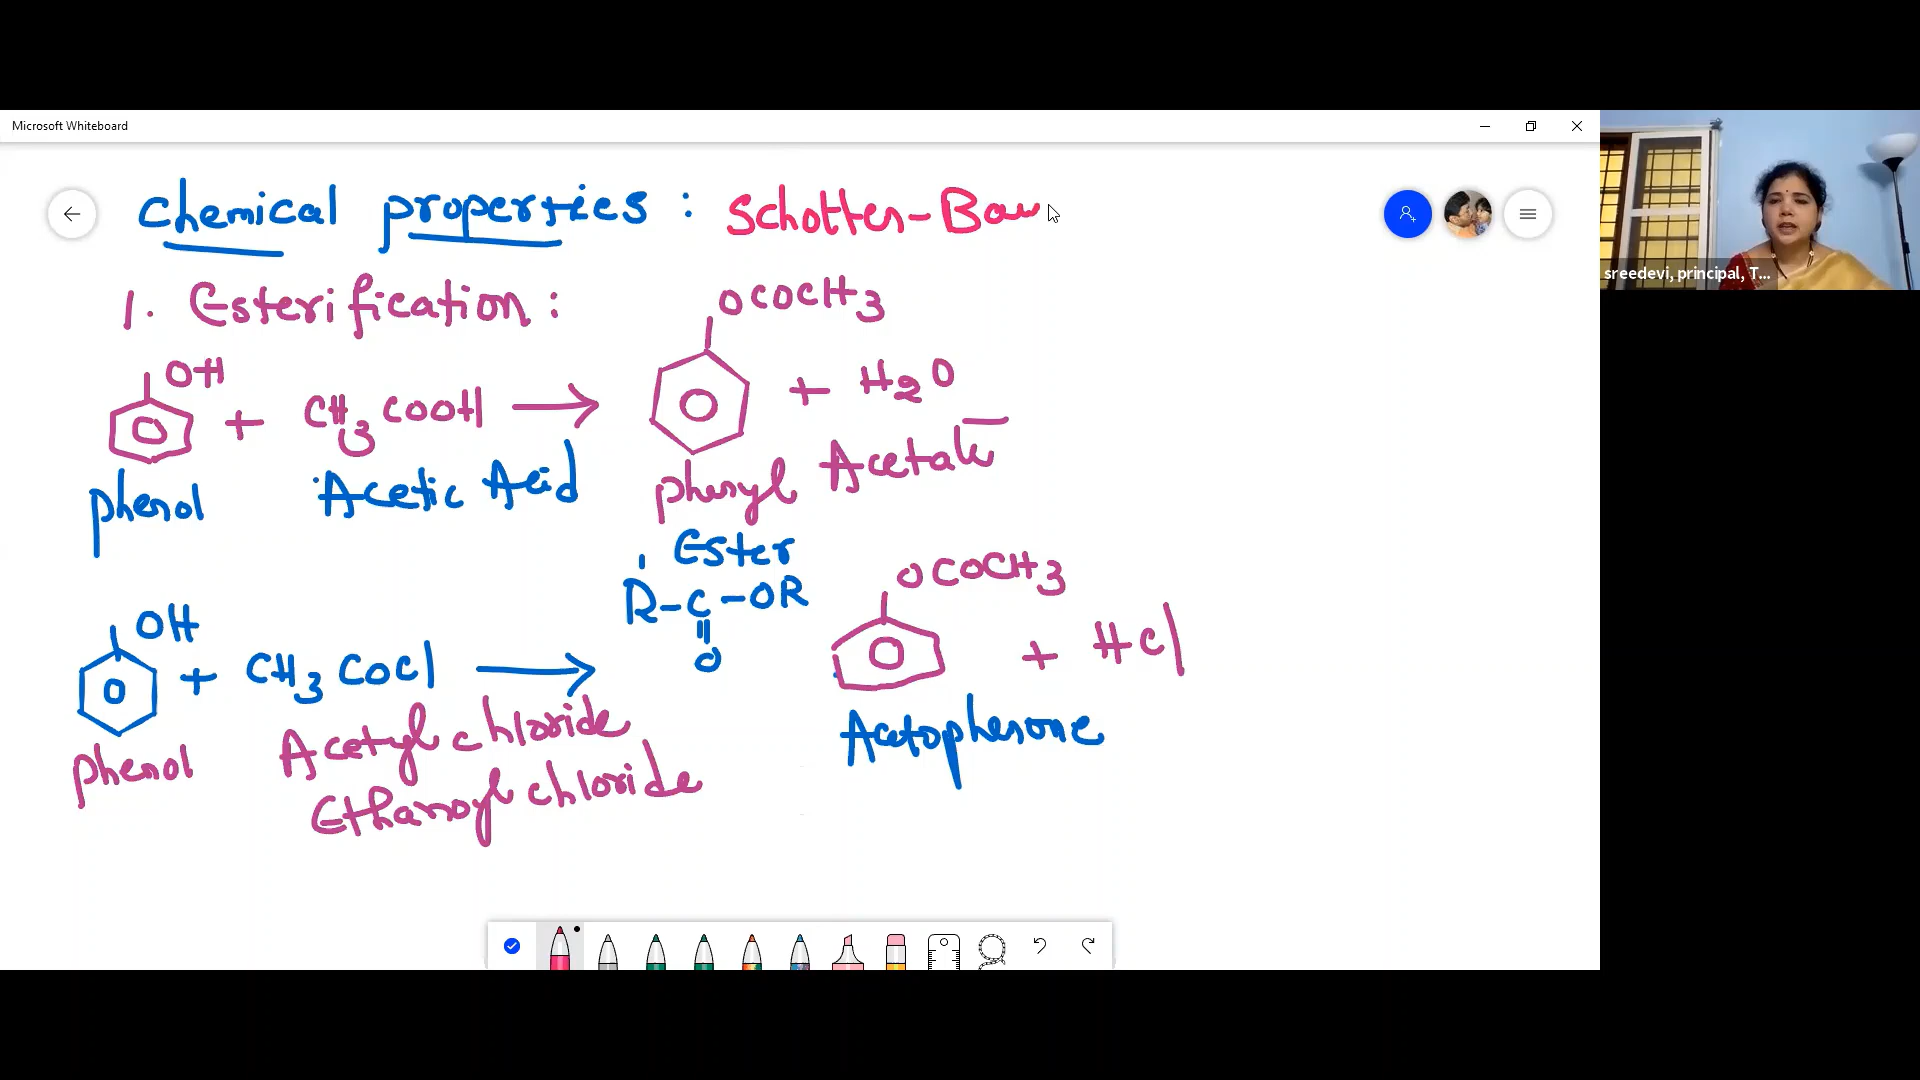 Microsoft Whiteboard
Chemical properties : Schotten-Bau
1. Esterification :
OCOCH3
OH
+ CH3COOH → + H2O
phenol Acetic Acid phenyl Acetate
Ester
R-C-OR
O
OCOCH3
OH
+ CH3COCl → + HCl
phenol Acetyl chloride Acetophenone
Ethanoyl chloride
sreedevi, principal, T...